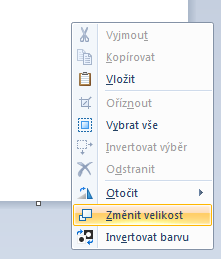 Vyjmout
Kopírovat
Vložit
Oříznout
Vybrat vše
Invertovat výběr
Odstranit
Otočit
Změnit velikost
Invertovat barvu